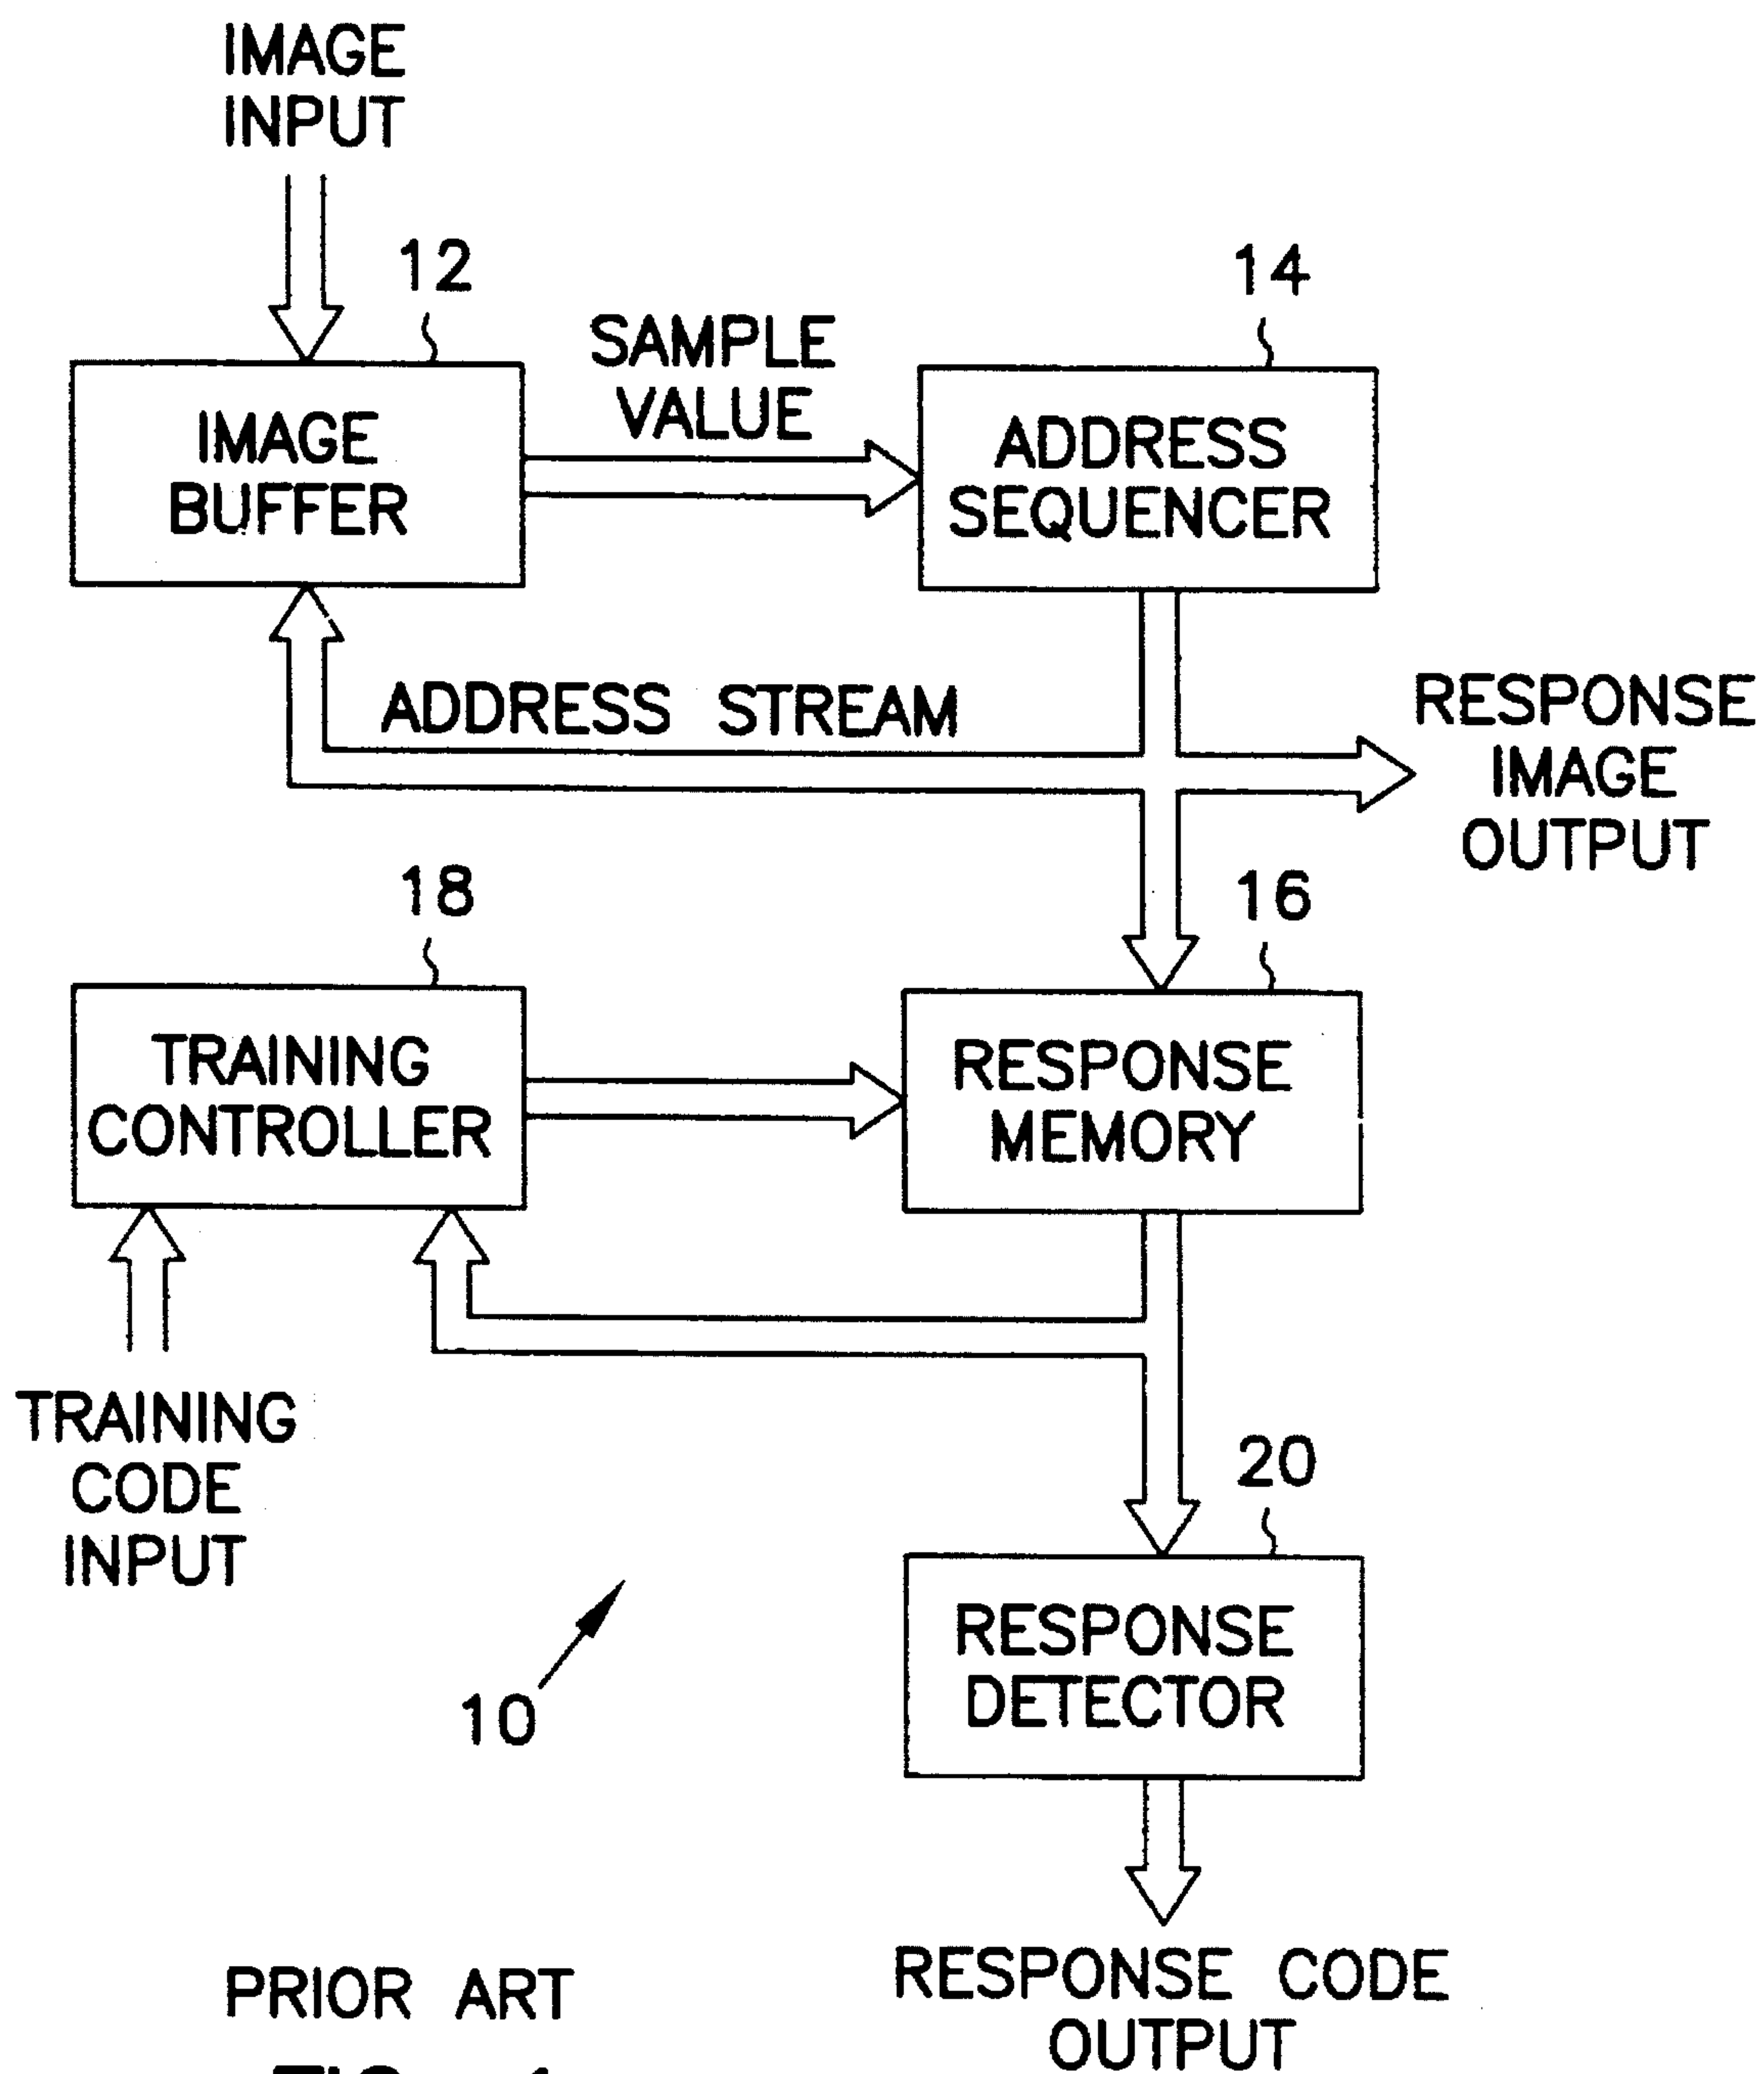 IMAGE
INPUT
12
14
SAMPLE
VALUE
IMAGE
BUFFER
ADDRESS
SEQUENCER
ADDRESS STREAM
RESPONSE
IMAGE
OUTPUT
18
16
TRAINING
CONTROLLER
RESPONSE
MEMORY
TRAINING
CODE
INPUT
20
RESPONSE
DETECTOR
10
RESPONSE CODE
OUTPUT
PRIOR ART